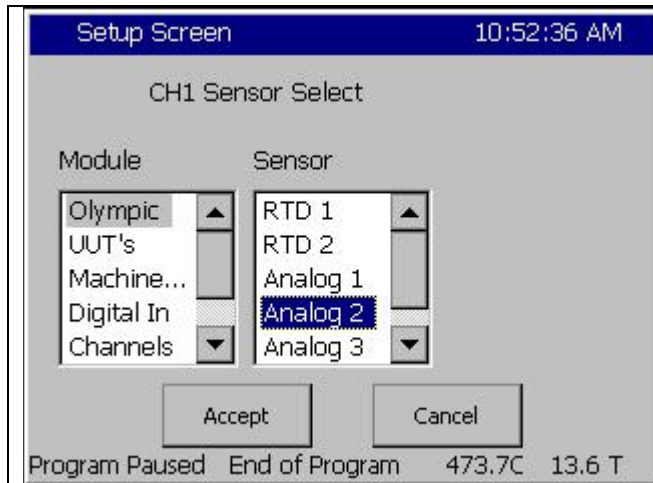 Setup Screen 10:52:36 AM
CH1 Sensor Select
Module Sensor
Olympic RTD 1
UUT's RTD 2
Machine... Analog 1
Digital In Analog 2
Channels Analog 3
Accept Cancel
Program Paused End of Program 473.7C 13.6 T